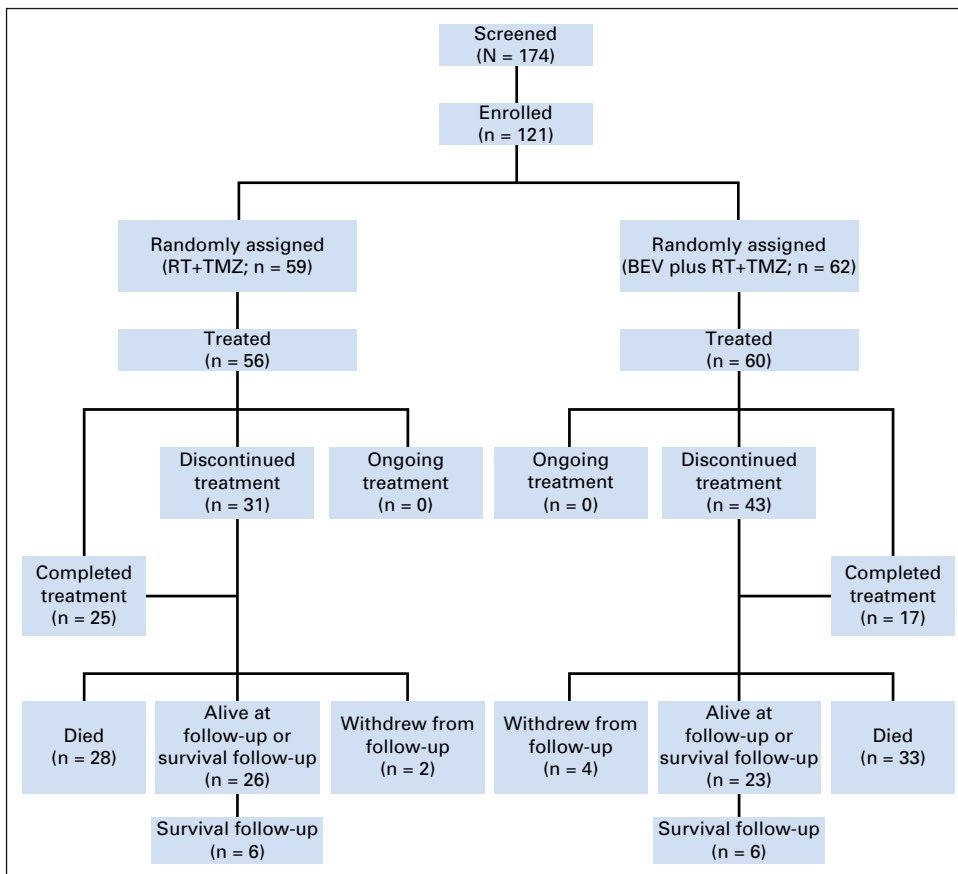 Screened
(N = 174)
Enrolled
(n = 121)
Randomly assigned
(RT+TMZ; n = 59)
Randomly assigned
(BEV plus RT+TMZ; n = 62)
Treated
(n = 56)
Treated
(n = 60)
Discontinued
treatment
(n = 31)
Ongoing
treatment
(n = 0)
Ongoing
treatment
(n = 0)
Discontinued
treatment
(n = 43)
Completed
treatment
(n = 25)
Completed
treatment
(n = 17)
Died
(n = 28)
Alive at
follow-up or
survival follow-up
(n = 26)
Withdrew from
follow-up
(n = 2)
Withdrew from
follow-up
(n = 4)
Alive at
follow-up or
survival follow-up
(n = 23)
Died
(n = 33)
Survival follow-up
(n = 6)
Survival follow-up
(n = 6)